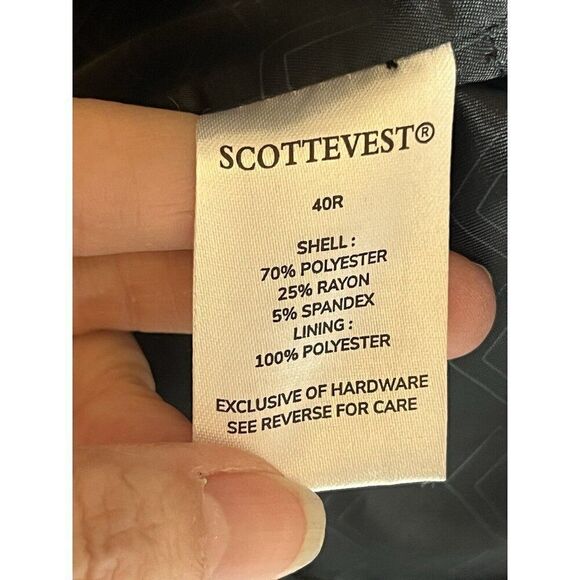 SCOTTEVEST®
40R
SHELL :
70% POLYESTER
25% RAYON
5% SPANDEX
LINING :
100% POLYESTER
EXCLUSIVE OF HARDWARE
SEE REVERSE FOR CARE